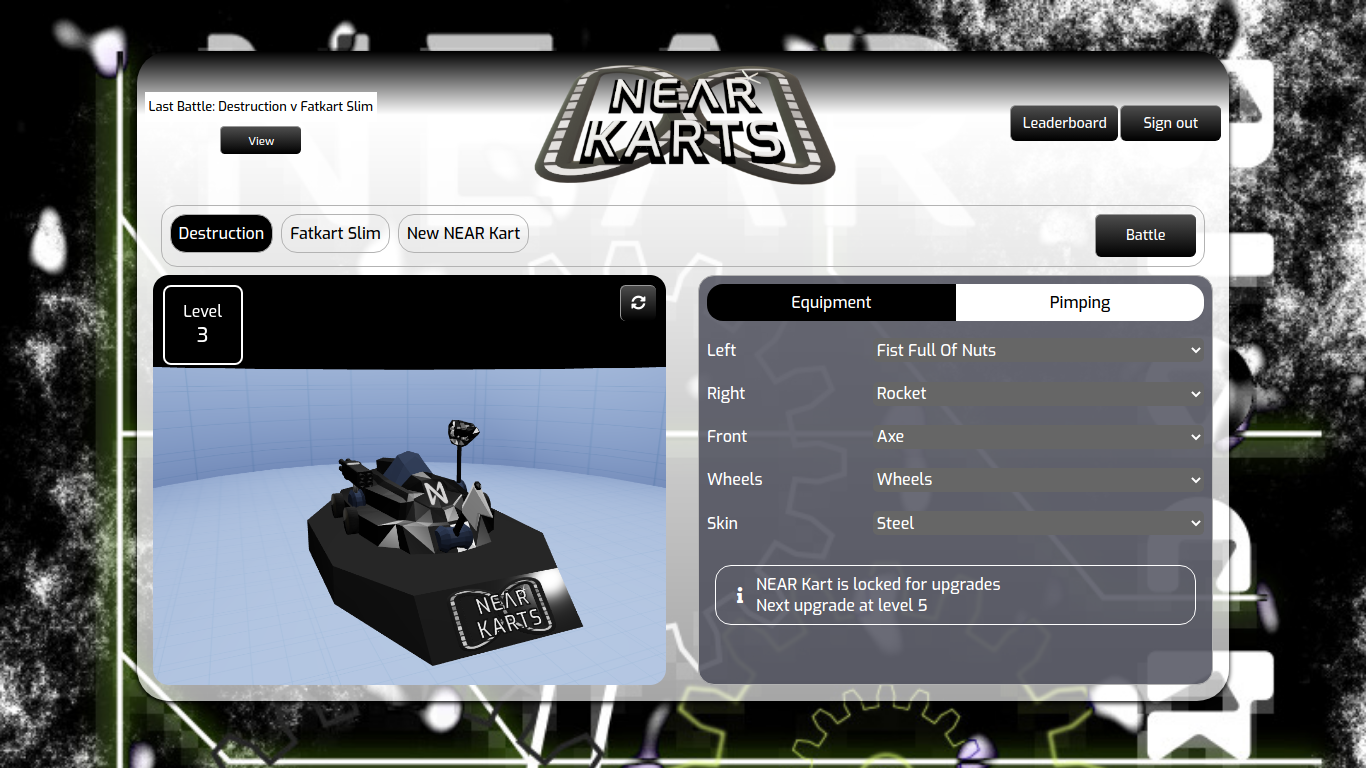 Last Battle: Destruction v Fatkart Slim
View
NEAR
KARTS
Leaderboard
Sign out
Destruction
Fatkart Slim
New NEAR Kart
Battle
Level
3
N
NEAR
KARTS
Equipment
Pimping
Left
Fist Full Of Nuts
Right
Rocket
Front
Axe
Wheels
Wheels
Skin
Steel
NEAR Kart is locked for upgrades
Next upgrade at level 5